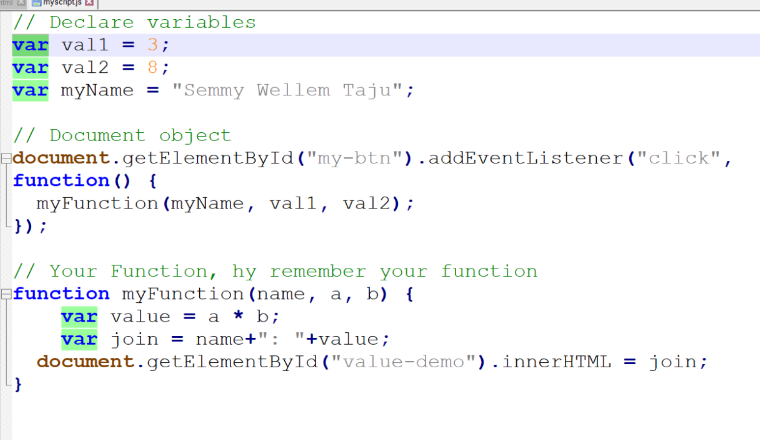 html
myscript.js
// Declare variables
var val1 = 3;
var val2 = 8;
var myName = "Semmy Wellem Taju";
// Document object
document.getElementById("my-btn").addEventListener("click",
function() {
myFunction(myName, val1, val2);
});
// Your Function, hy remember your function
function myFunction(name, a, b) {
var value = a * b;
var join = name+": "+value;
document.getElementById("value-demo").innerHTML = join;
}